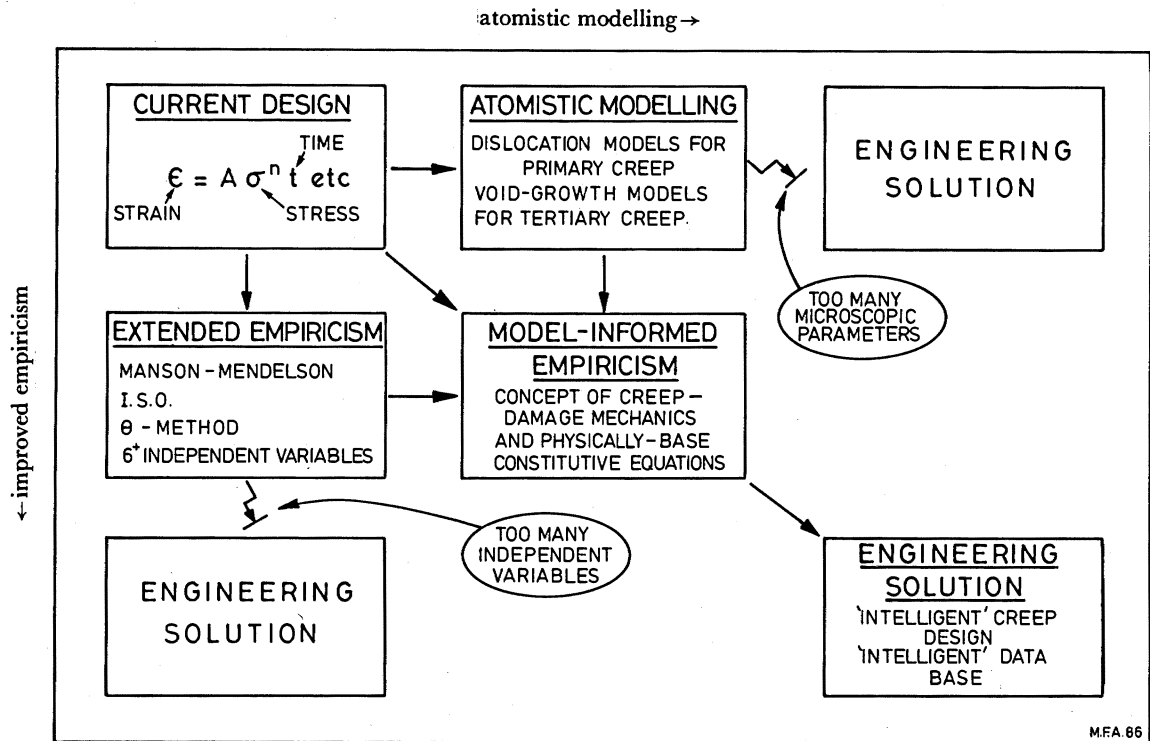 atomistic modelling→
←improved empiricism
CURRENT DESIGN
TIME
ϵ = A σⁿ t etc
STRAIN
STRESS
ATOMISTIC MODELLING
DISLOCATION MODELS FOR
PRIMARY CREEP
VOID-GROWTH MODELS
FOR TERTIARY CREEP.
ENGINEERING
SOLUTION
TOO MANY
MICROSCOPIC
PARAMETERS
EXTENDED EMPIRICISM
MANSON-MENDELSON
I.S.O.
θ - METHOD
6⁺ INDEPENDENT VARIABLES
MODEL-INFORMED
EMPIRICISM
CONCEPT OF CREEP-
DAMAGE MECHANICS
AND PHYSICALLY-BASE
CONSTITUTIVE EQUATIONS
TOO MANY
INDEPENDENT
VARIABLES
ENGINEERING
SOLUTION
ENGINEERING
SOLUTION
'INTELLIGENT' CREEP
DESIGN
'INTELLIGENT' DATA
BASE
M.F.A. 86